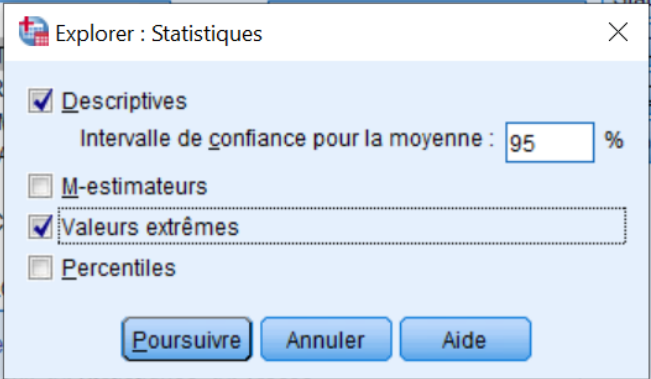 Explorer : Statistiques
Descriptives
Intervalle de confiance pour la moyenne : 95 %
M-estimateurs
Valeurs extrêmes
Percentiles
Poursuivre Annuler Aide